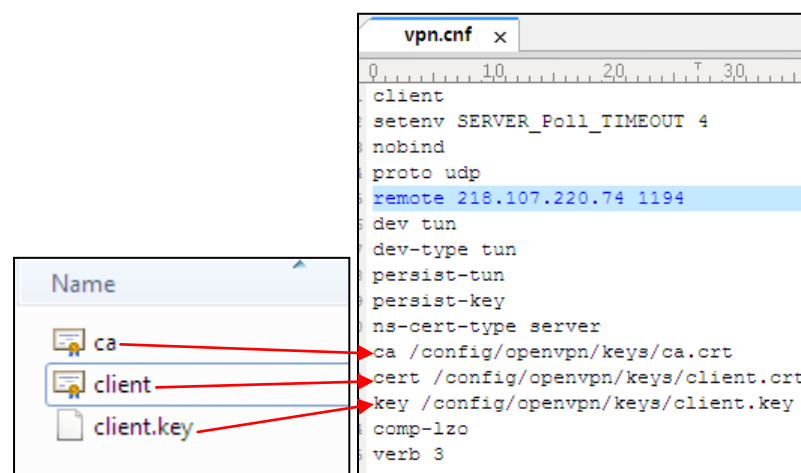 vpn.cnf x
0 10 20 30
client
setenv SERVER_Poll_TIMEOUT 4
nobind
proto udp
remote 218.107.220.74 1194
dev tun
dev-type tun
persist-tun
persist-key
ns-cert-type server
ca /config/openvpn/keys/ca.crt
cert /config/openvpn/keys/client.crt
key /config/openvpn/keys/client.key
comp-lzo
verb 3
Name
ca
client
client.key